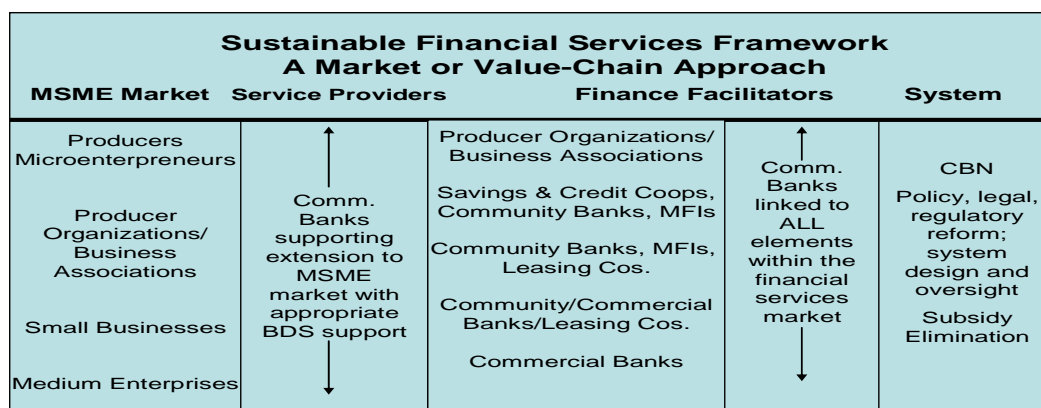 Sustainable Financial Services Framework
A Market or Value-Chain Approach
MSME Market Service Providers Finance Facilitators System
Producers
Microenterpreneurs
Producer
Organizations/
Business
Associations
Small Businesses
Medium Enterprises
Comm.
Banks
supporting
extension to
MSME
market with
appropriate
BDS support
Producer Organizations/
Business Associations
Savings & Credit Coops,
Community Banks, MFIs
Community Banks, MFIs,
Leasing Cos.
Community/Commercial
Banks/Leasing Cos.
Commercial Banks
Comm.
Banks
linked to
ALL
elements
within the
financial
services
market
CBN
Policy, legal,
regulatory
reform;
system
design and
oversight
Subsidy
Elimination